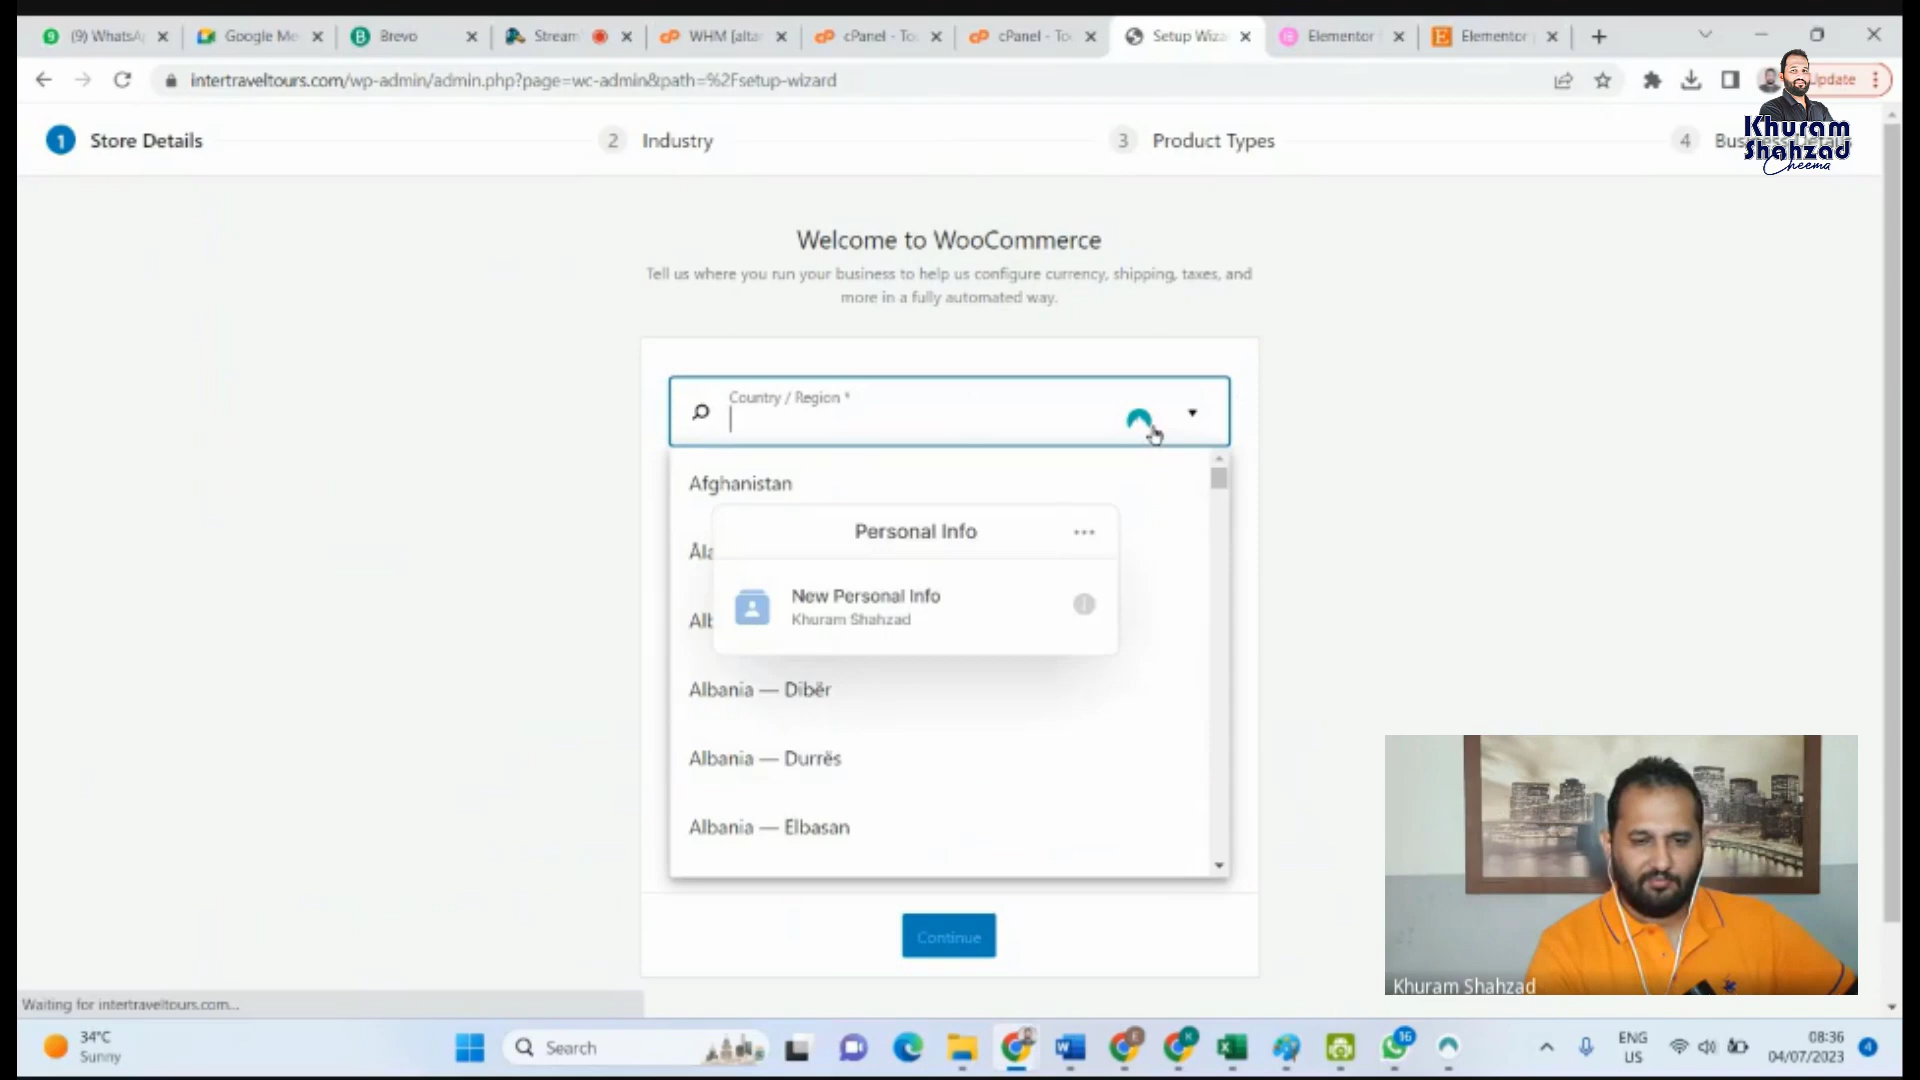 (9) WhatsA
Google Me
Brevo
Stream
WHM [alta
cPanel - To
cPanel - To
Setup Wiza
Elementor
Elementor
intertraveltours.com/wp-admin/admin.php?page=wc-admin&path=%2Fsetup-wizard
Update
Khuram
Shahzad
Cheema
1 Store Details
2 Industry
3 Product Types
4
Welcome to WooCommerce
Tell us where you run your business to help us configure currency, shipping, taxes, and
more in a fully automated way.
Country / Region *
Afghanistan
Personal Info
Åla
New Personal Info
Khuram Shahzad
Alb
Albania — Dibër
Albania — Durrës
Albania — Elbasan
Continue
Khuram Shahzad
Waiting for intertraveltours.com...
34°C
Sunny
Search
16
ENG
US
08:36
04/07/2023
4